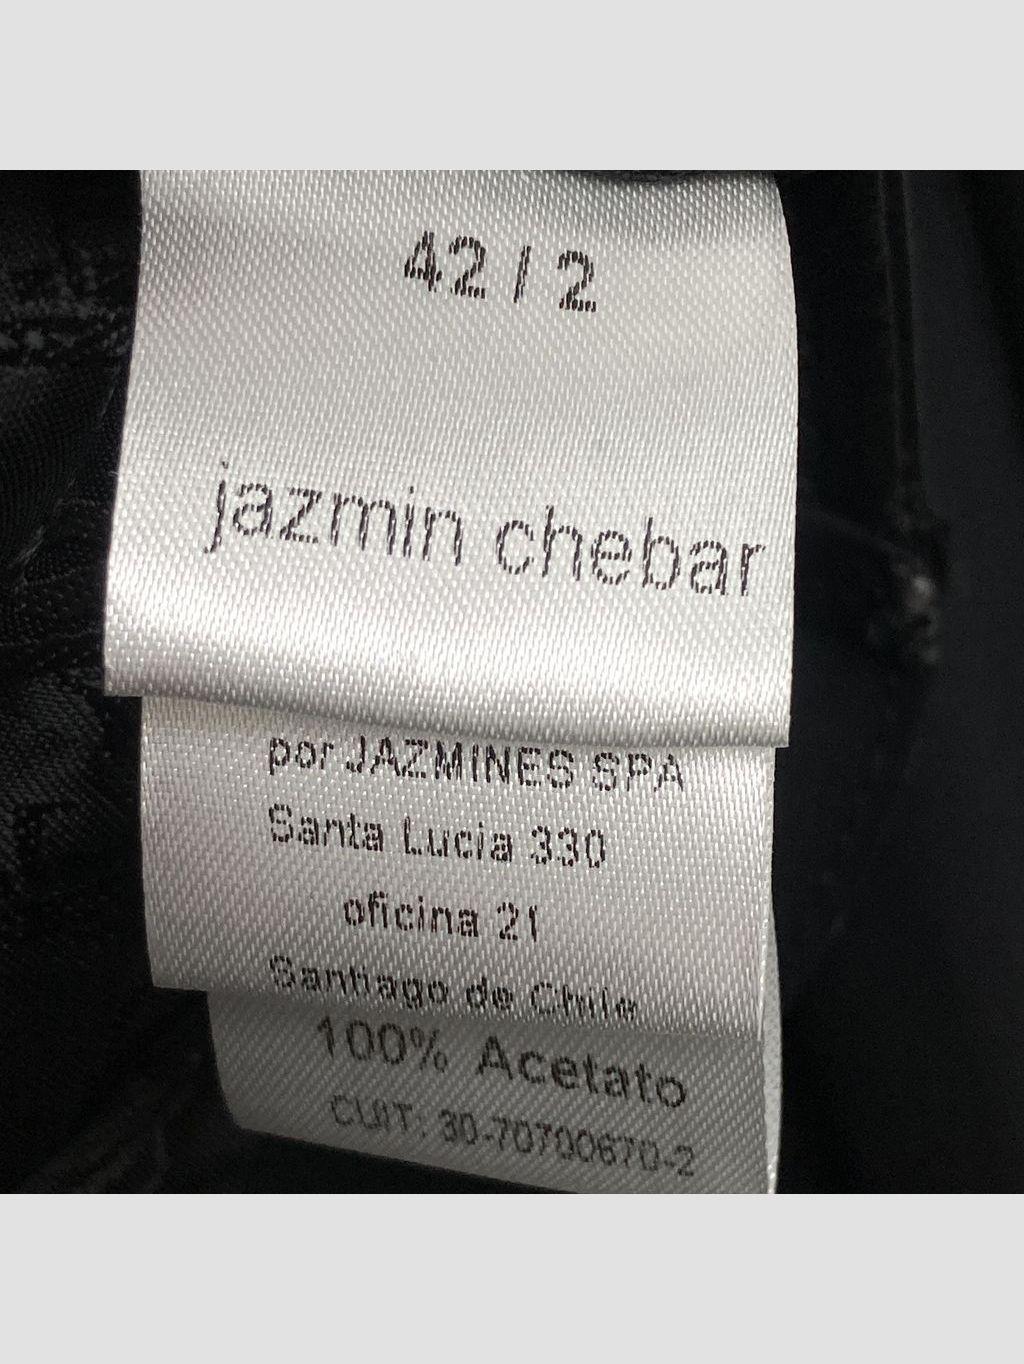 42 / 2
jazmin chebar
por JAZMINES SPA
Santa Lucia 330
oficina 21
Santiago de Chile
100% Acetato
CUIT: 30-70700670-2